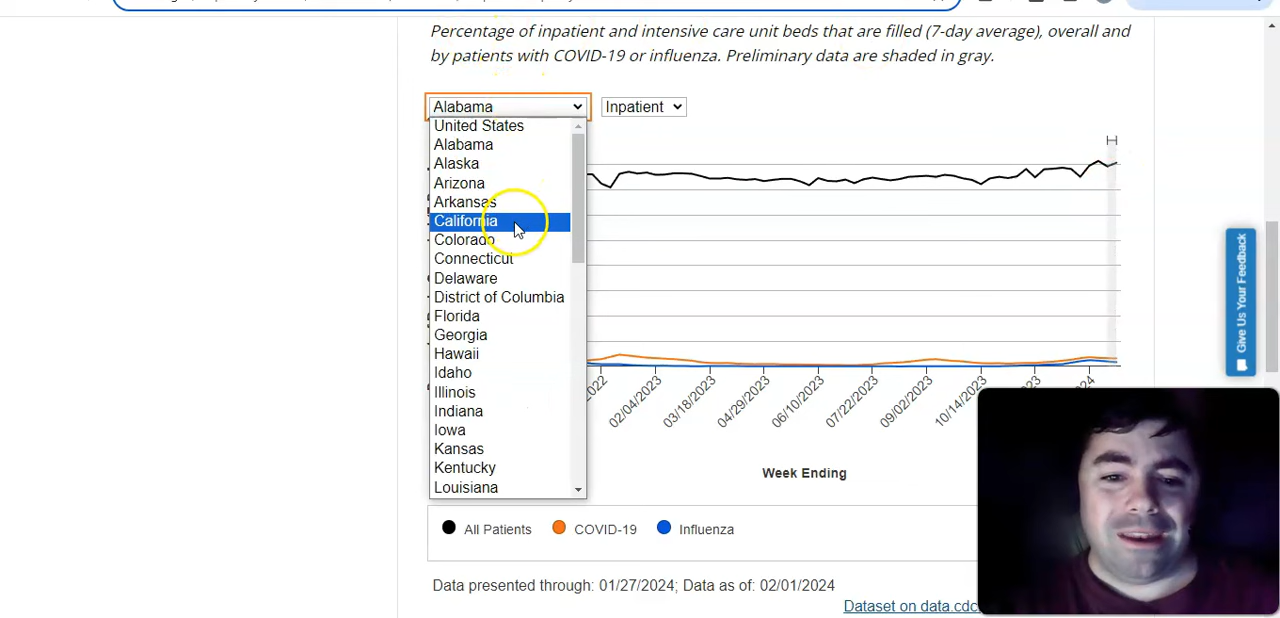 Percentage of inpatient and intensive care unit beds that are filled (7-day average), overall and
by patients with COVID-19 or influenza. Preliminary data are shaded in gray.
Alabama Inpatient
United States
Alabama
Alaska
Arizona
Arkansas
California
Colorado
Connecticut
Delaware
District of Columbia
Florida
Georgia
Hawaii
Idaho
Illinois
Indiana
Iowa
Kansas
Kentucky
Louisiana
H
02/04/2023
03/18/2023
04/29/2023
06/10/2023
07/22/2023
09/02/2023
10/14/2023
Week Ending
All Patients COVID-19 Influenza
Data presented through: 01/27/2024; Data as of: 02/01/2024
Dataset on data.cdc
Give Us Your Feedback